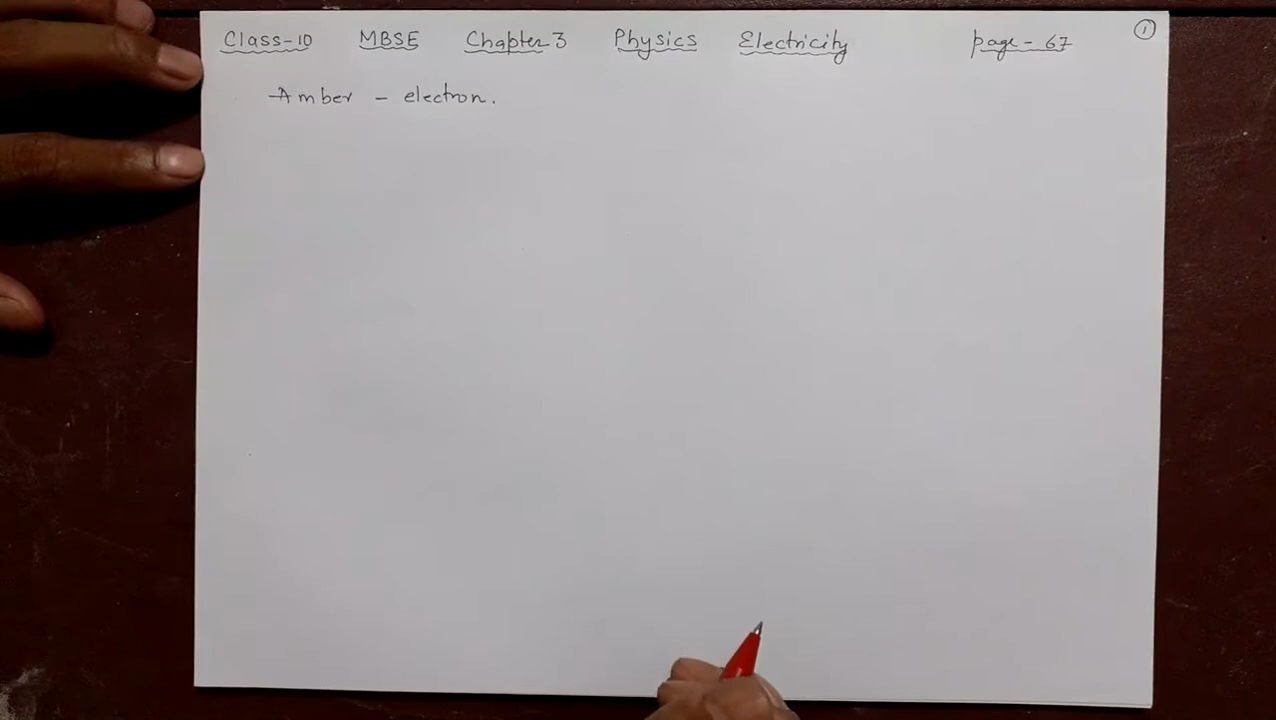 Class-10 MBSE Chapter 3 Physics Electricity page - 67 1
Amber - electron.